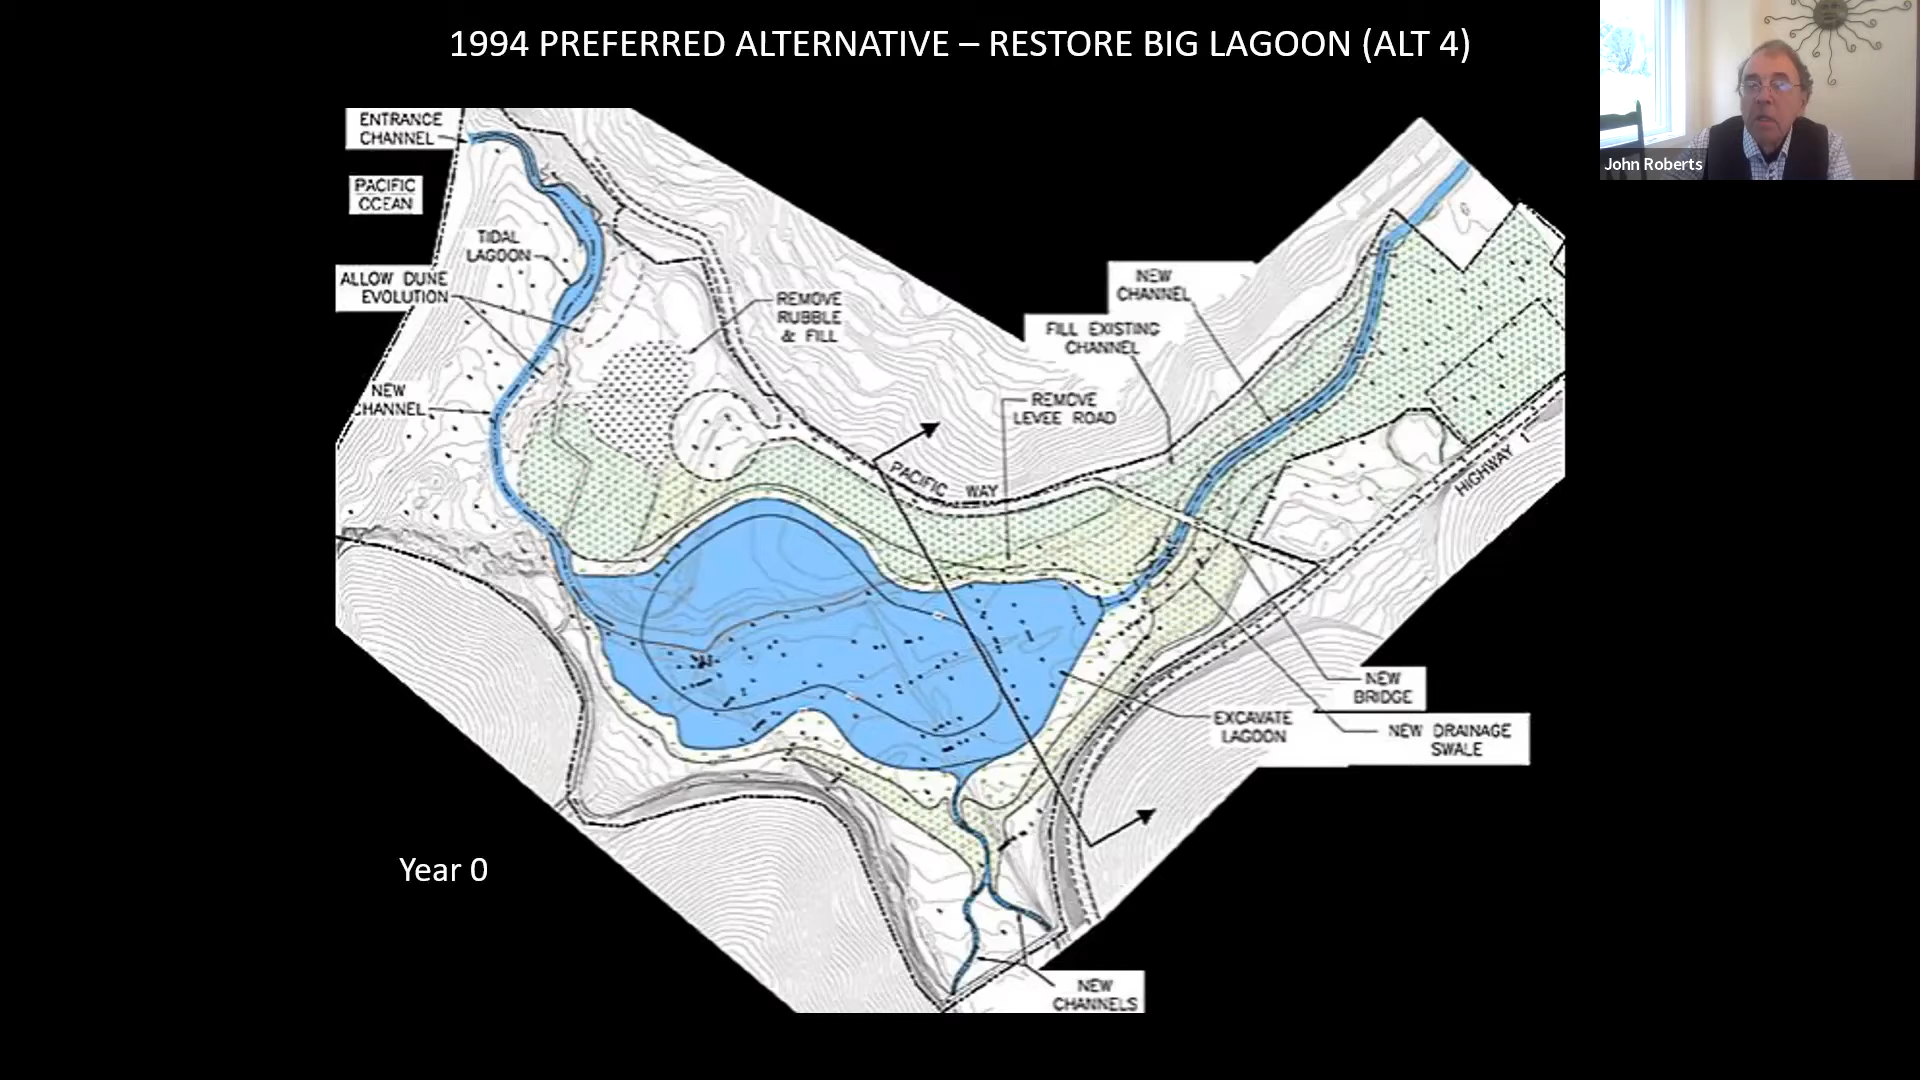 1994 PREFERRED ALTERNATIVE – RESTORE BIG LAGOON (ALT 4)
John Roberts
ENTRANCE
CHANNEL
PACIFIC
OCEAN
TIDAL
LAGOON
ALLOW DUNE
EVOLUTION
NEW
CHANNEL
REMOVE
RUBBLE
& FILL
NEW
CHANNEL
FILL EXISTING
CHANNEL
REMOVE
LEVEE ROAD
PACIFIC WAY
HIGHWAY 1
NEW
BRIDGE
EXCAVATE
LAGOON
NEW DRAINAGE
SWALE
NEW
CHANNELS
Year 0